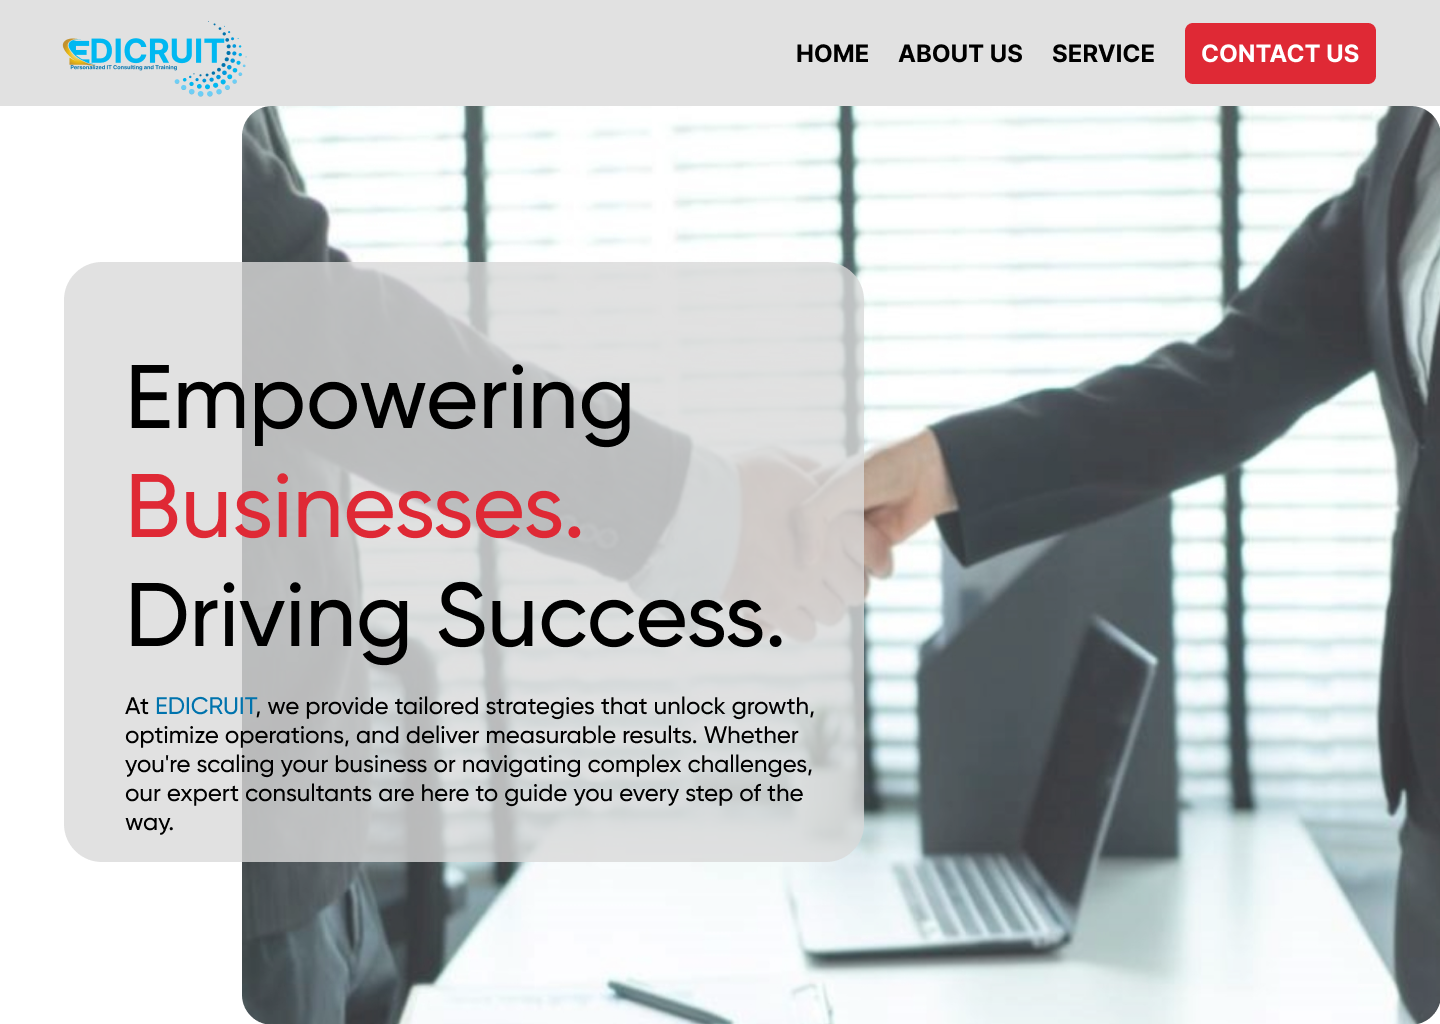 EDICRUIT
Personalized IT Consulting and Training
HOME ABOUT US SERVICE CONTACT US
Empowering
Businesses.
Driving Success.
At EDICRUIT, we provide tailored strategies that unlock growth,
optimize operations, and deliver measurable results. Whether
you're scaling your business or navigating complex challenges,
our expert consultants are here to guide you every step of the
way.